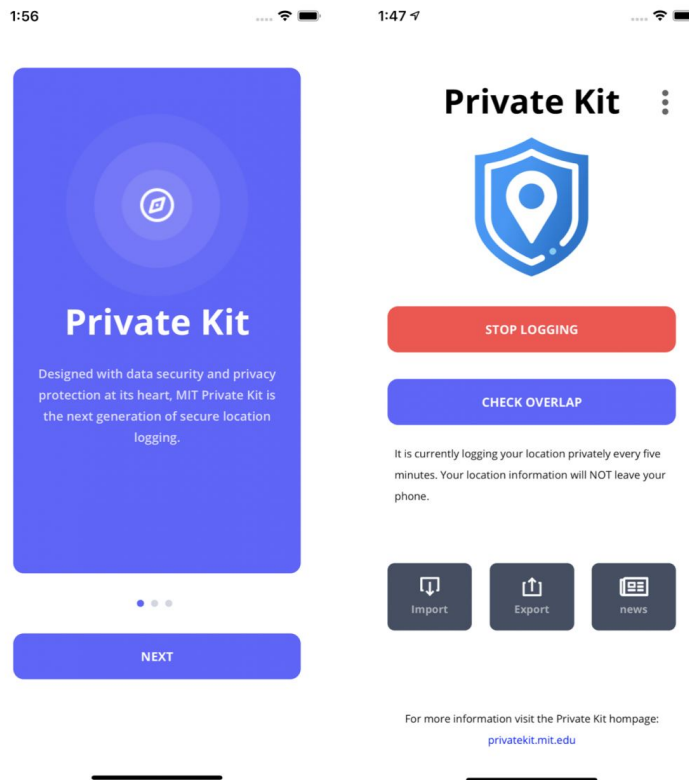 1:56
Private Kit
Designed with data security and privacy
protection at its heart, MIT Private Kit is
the next generation of secure location
logging.
NEXT
1:47
Private Kit
STOP LOGGING
CHECK OVERLAP
It is currently logging your location privately every five
minutes. Your location information will NOT leave your
phone.
Import
Export
news
For more information visit the Private Kit hompage:
privatekit.mit.edu